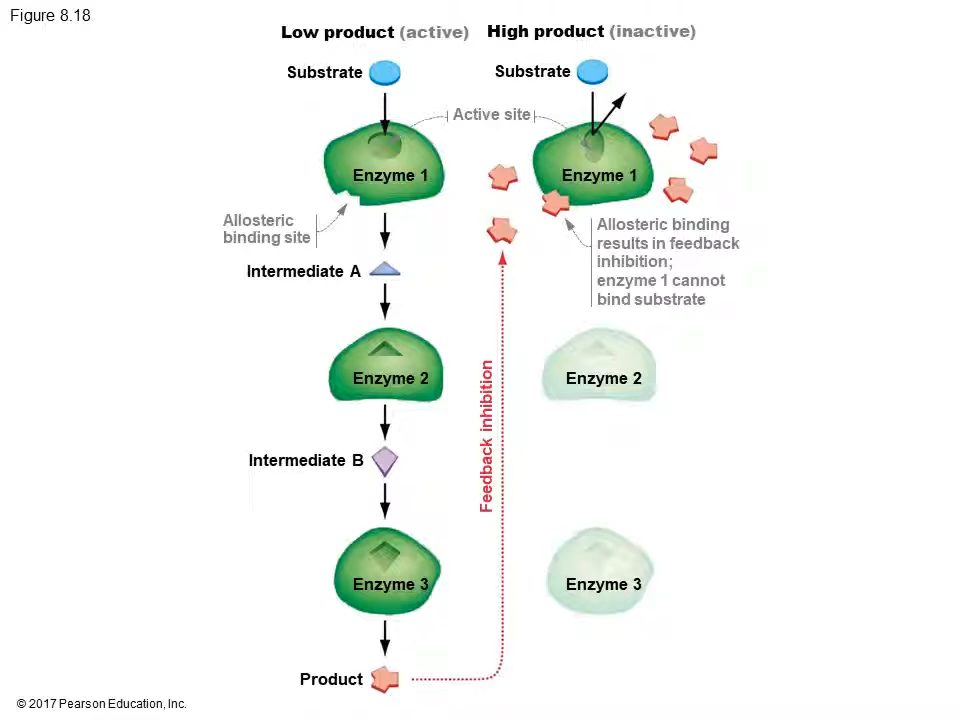 Figure 8.18
Low product (active)
High product (inactive)
Substrate
Substrate
Active site
Enzyme 1
Enzyme 1
Allosteric
binding site
Allosteric binding
results in feedback
inhibition;
enzyme 1 cannot
bind substrate
Intermediate A
Enzyme 2
Enzyme 2
Feedback inhibition
Intermediate B
Enzyme 3
Enzyme 3
Product
© 2017 Pearson Education, Inc.